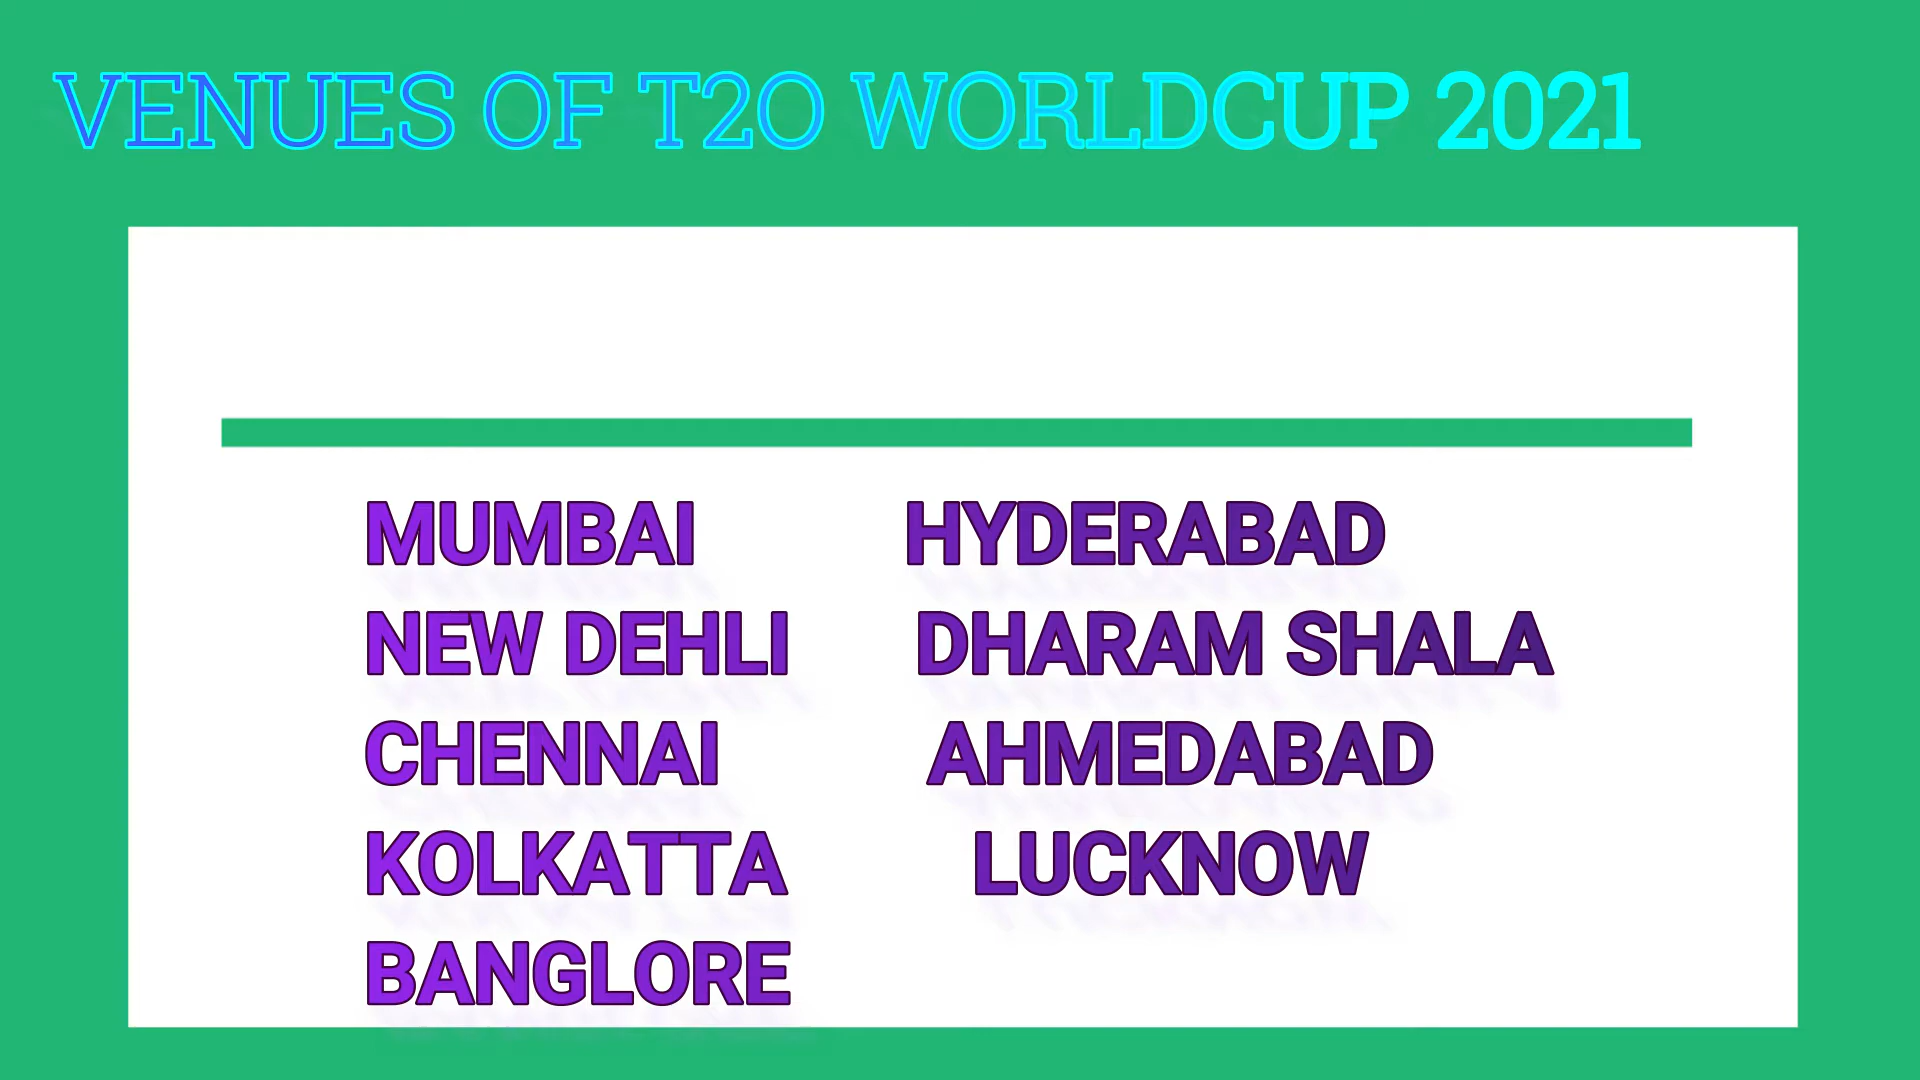 VENUES OF T2O WORLDCUP 2021
MUMBAI HYDERABAD
NEW DEHLI DHARAM SHALA
CHENNAI AHMEDABAD
KOLKATTA LUCKNOW
BANGLORE